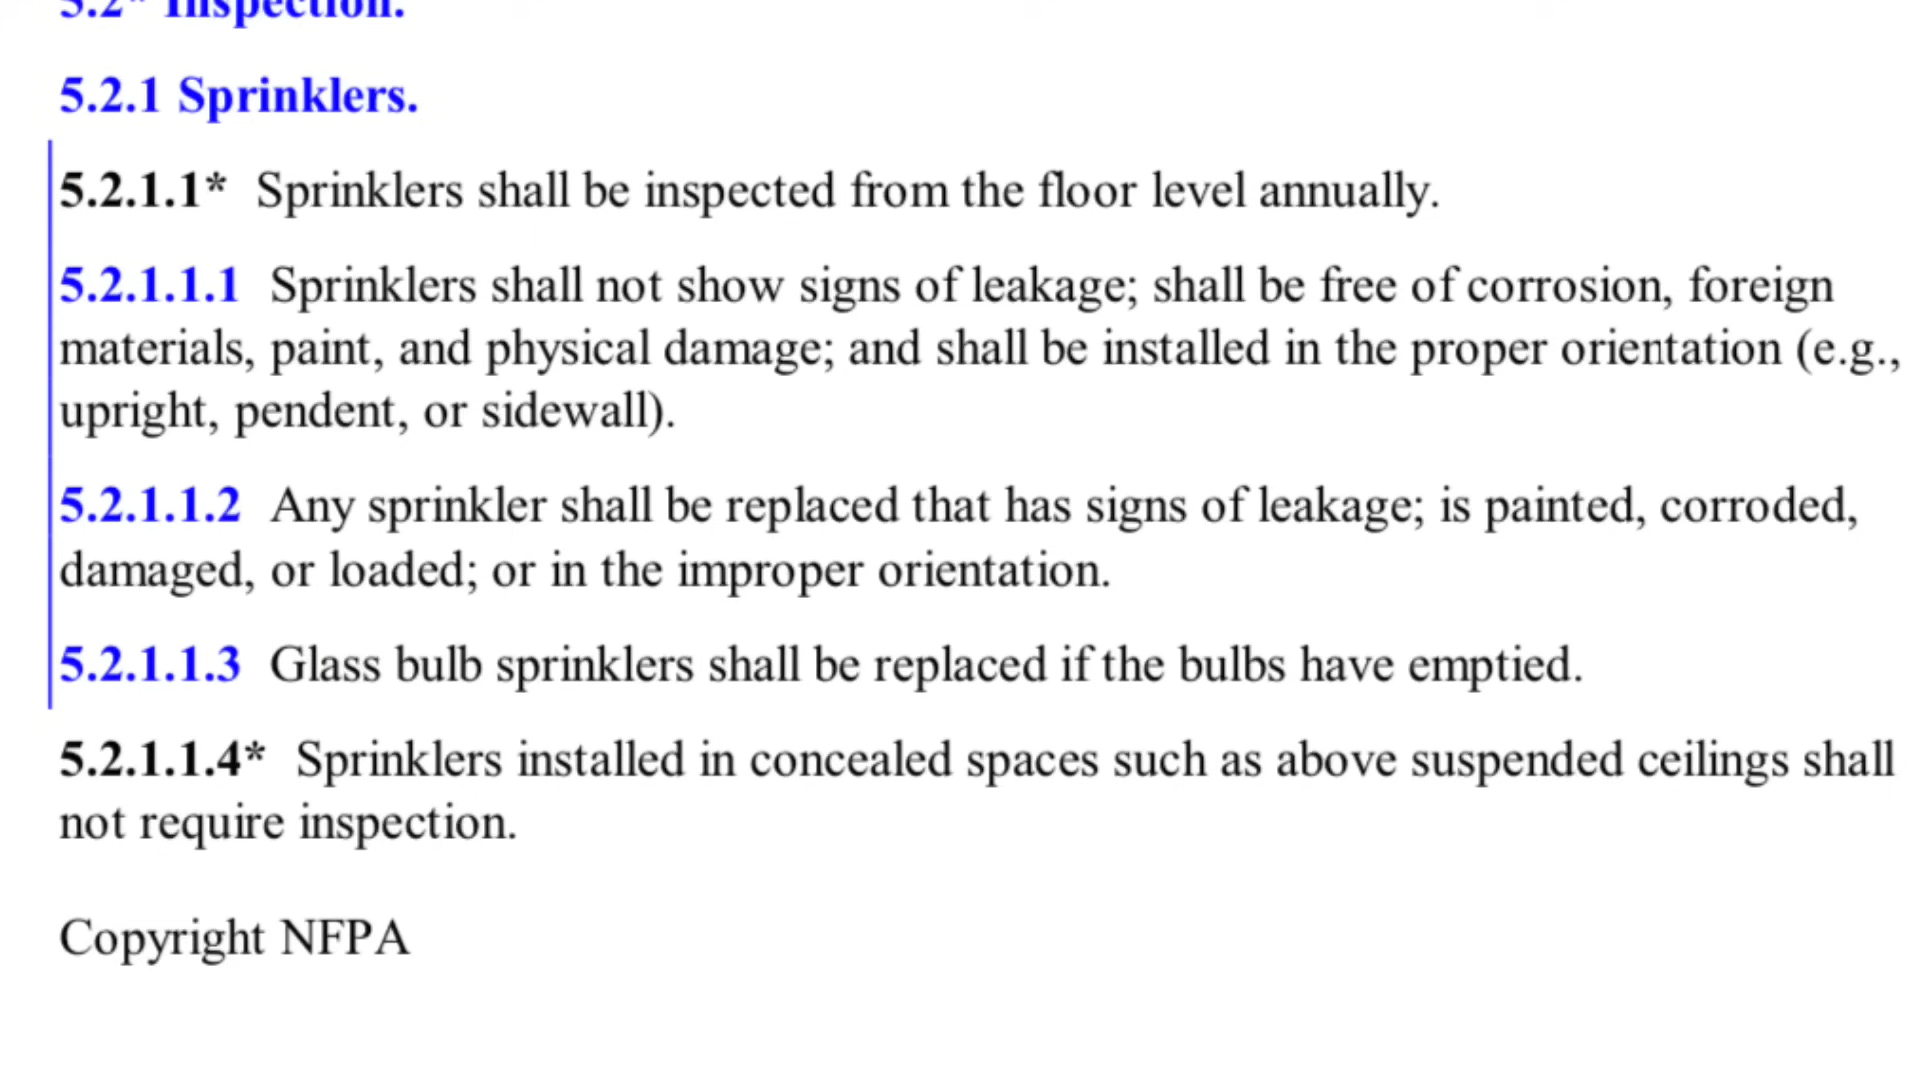 5.2* Inspection.
5.2.1 Sprinklers.
5.2.1.1* Sprinklers shall be inspected from the floor level annually.
5.2.1.1.1 Sprinklers shall not show signs of leakage; shall be free of corrosion, foreign
materials, paint, and physical damage; and shall be installed in the proper orientation (e.g.,
upright, pendent, or sidewall).
5.2.1.1.2 Any sprinkler shall be replaced that has signs of leakage; is painted, corroded,
damaged, or loaded; or in the improper orientation.
5.2.1.1.3 Glass bulb sprinklers shall be replaced if the bulbs have emptied.
5.2.1.1.4* Sprinklers installed in concealed spaces such as above suspended ceilings shall
not require inspection.
Copyright NFPA